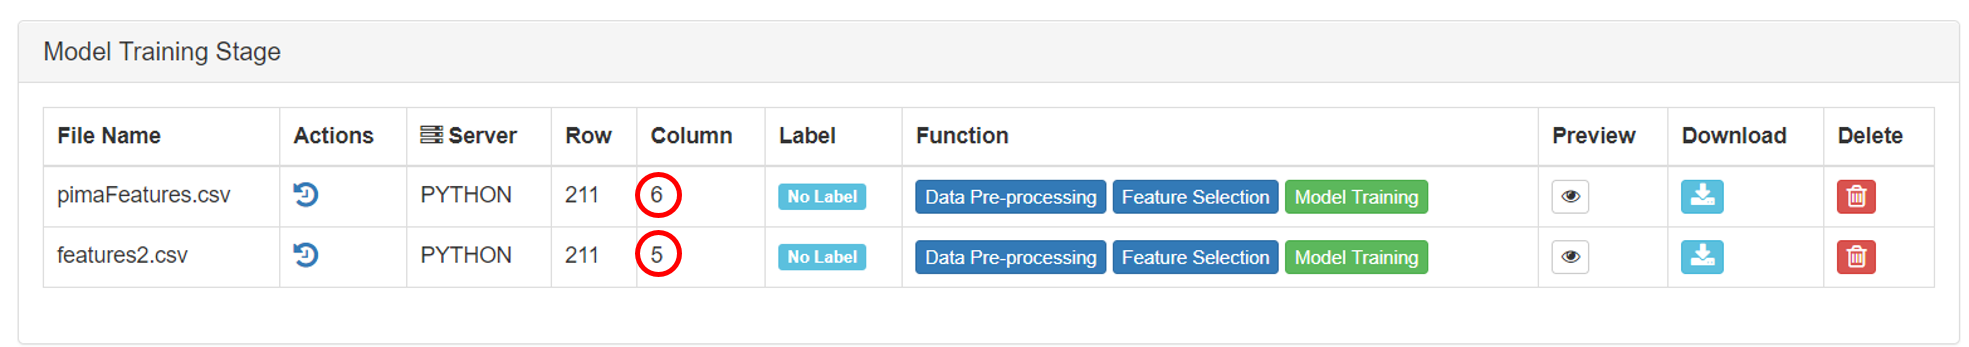 Model Training Stage
File Name Actions Server Row Column Label Function Preview Download Delete
pimaFeatures.csv PYTHON 211 6 No Label Data Pre-processing Feature Selection Model Training
features2.csv PYTHON 211 5 No Label Data Pre-processing Feature Selection Model Training